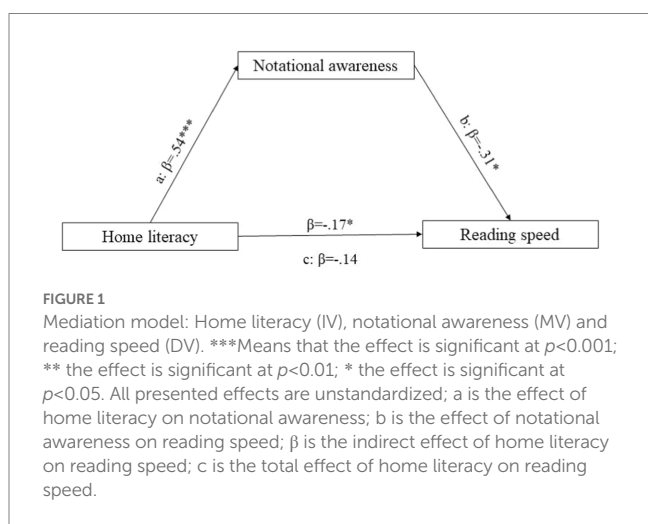 Notational awareness
a: β=.54***
b: β=-.31*
Home literacy
β=-.17*
Reading speed
c: β=-.14
FIGURE 1
Mediation model: Home literacy (IV), notational awareness (MV) and
reading speed (DV). ***Means that the effect is significant at p<0.001;
** the effect is significant at p<0.01; * the effect is significant at
p<0.05. All presented effects are unstandardized; a is the effect of
home literacy on notational awareness; b is the effect of notational
awareness on reading speed; β is the indirect effect of home literacy
on reading speed; c is the total effect of home literacy on reading
speed.